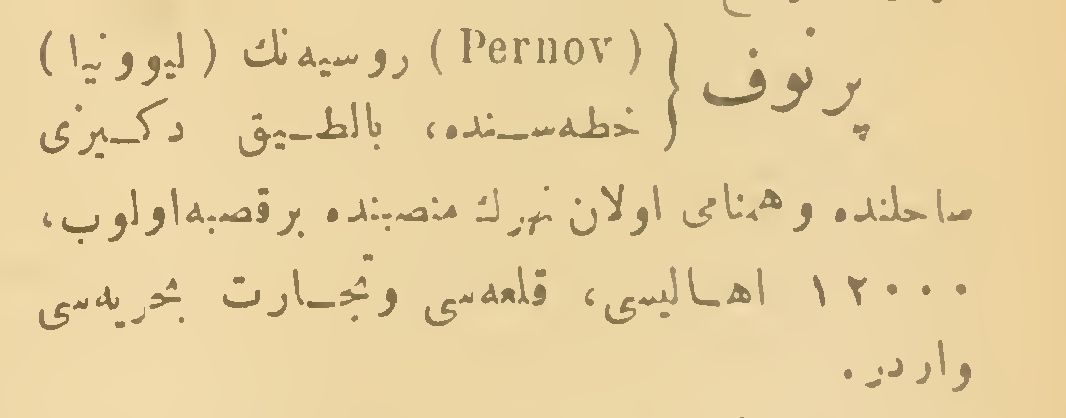 پرنوف { (Pernov) روسیه‌نك (لیوونیا)
خطه‌سنده، بالطیق دكیزی
ساحلنده وهمنامی اولان نهرك منصبنده برقصبه اولوب،
۱۲۰۰۰ اهالیسی، قلعه‌سی وتجارت بحریه‌سی
واردر.